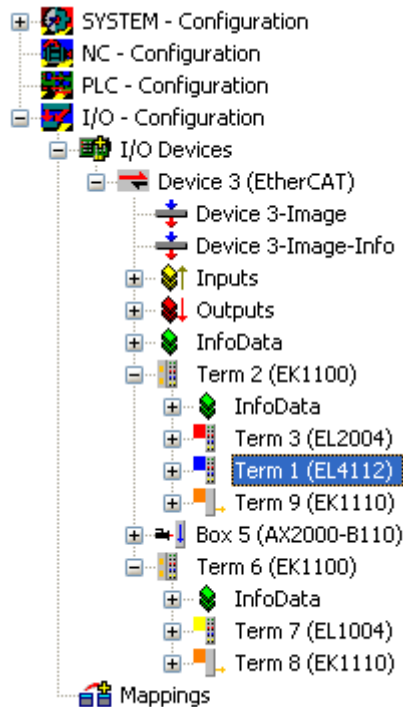 SYSTEM - Configuration
NC - Configuration
PLC - Configuration
I/O - Configuration
I/O Devices
Device 3 (EtherCAT)
Device 3-Image
Device 3-Image-Info
Inputs
Outputs
InfoData
Term 2 (EK1100)
InfoData
Term 3 (EL2004)
Term 1 (EL4112)
Term 9 (EK1110)
Box 5 (AX2000-B110)
Term 6 (EK1100)
InfoData
Term 7 (EL1004)
Term 8 (EK1110)
Mappings